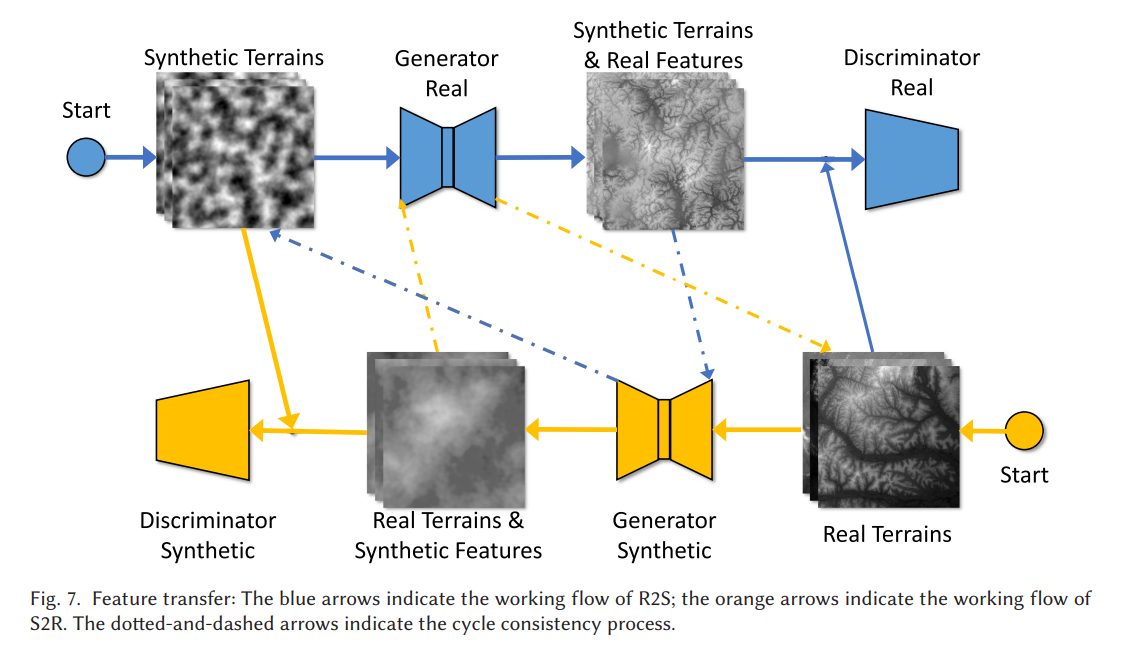 Synthetic Terrains
Generator
Real
Synthetic Terrains
& Real Features
Discriminator
Real
Start
Discriminator
Synthetic
Real Terrains &
Synthetic Features
Generator
Synthetic
Real Terrains
Start
Fig. 7. Feature transfer: The blue arrows indicate the working flow of R2S; the orange arrows indicate the working flow of
S2R. The dotted-and-dashed arrows indicate the cycle consistency process.